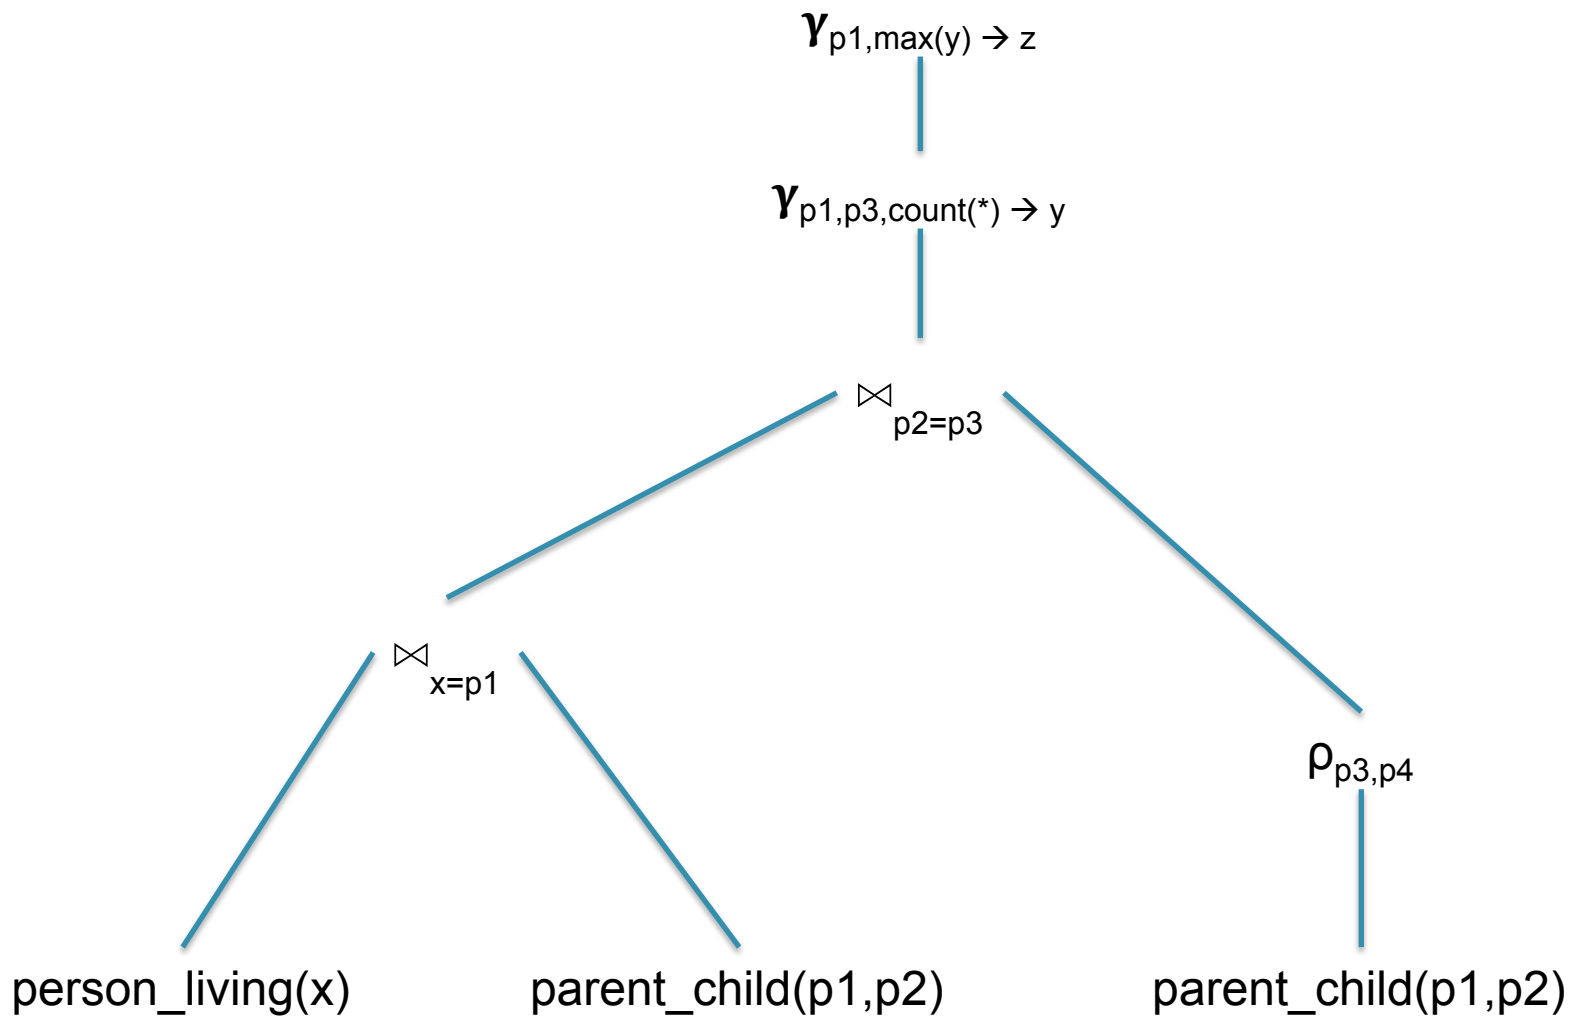 γp1,max(y) → z
γp1,p3,count(*) → y
⋈p2=p3
⋈x=p1
ρp3,p4
person_living(x) parent_child(p1,p2) parent_child(p1,p2)